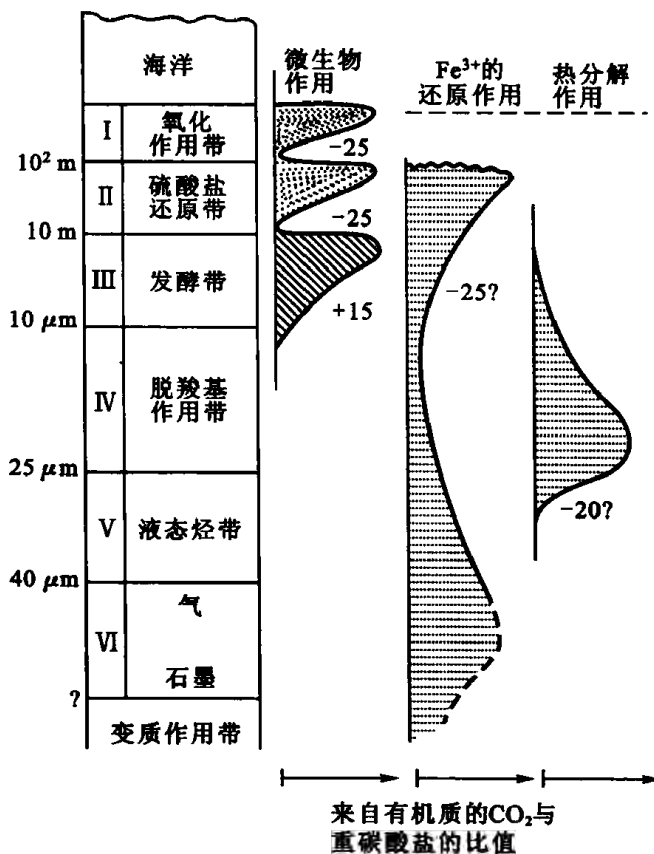 海洋
微生物
作用
Fe³⁺的
还原作用
热分解
作用
Ⅰ
氧化
作用带
-25
10² m
Ⅱ
硫酸盐
还原带
-25
10 m
Ⅲ
发酵带
+15
-25?
10 μm
Ⅳ
脱羧基
作用带
25 μm
-20?
Ⅴ
液态烃带
40 μm
气
Ⅵ
石墨
?
变质作用带
来自有机质的CO₂与
重碳酸盐的比值